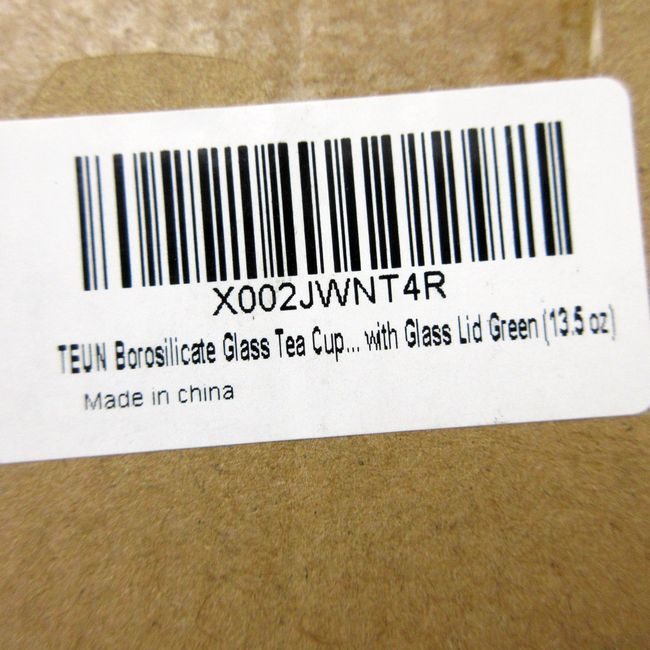 X002JWNT4R
TEUN Borosilicate Glass Tea Cup... with Glass Lid Green (13.5 oz)
Made in china